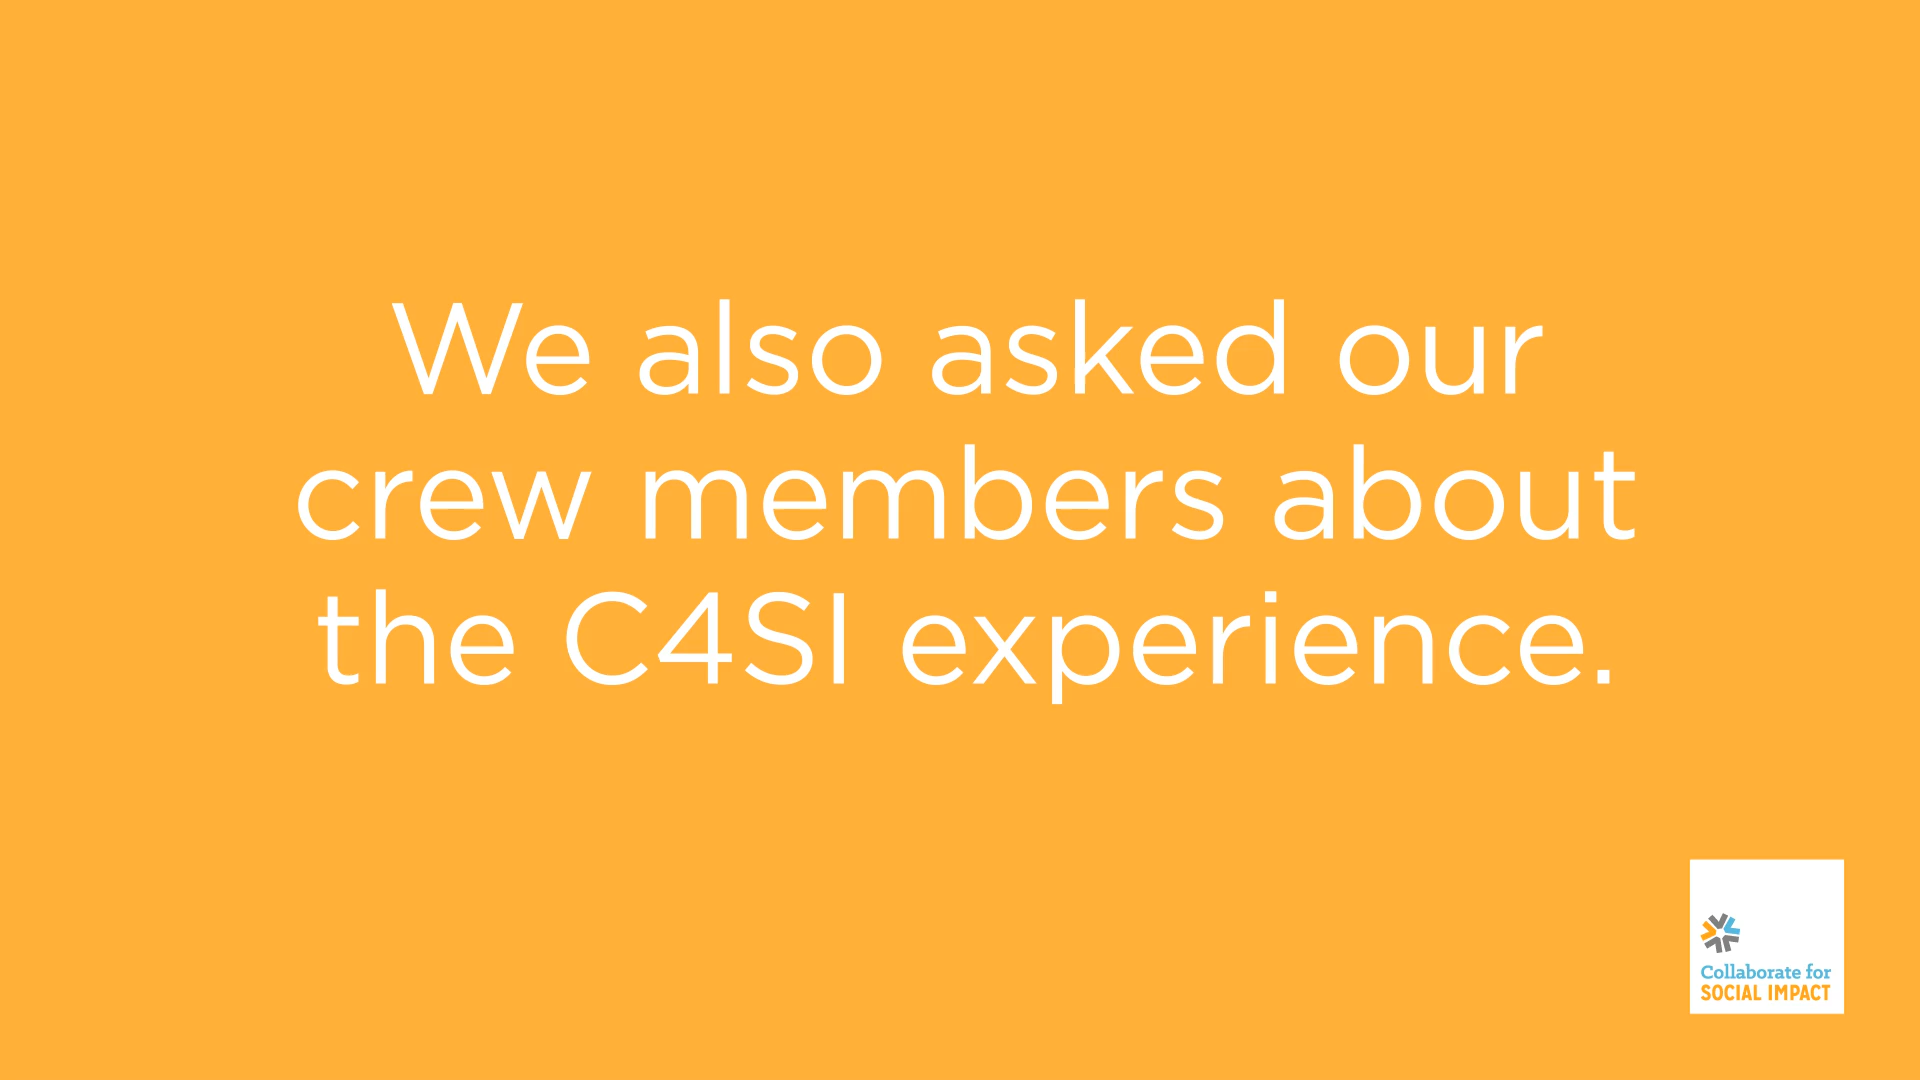 We also asked our
crew members about
the C4SI experience.
Collaborate for
SOCIAL IMPACT